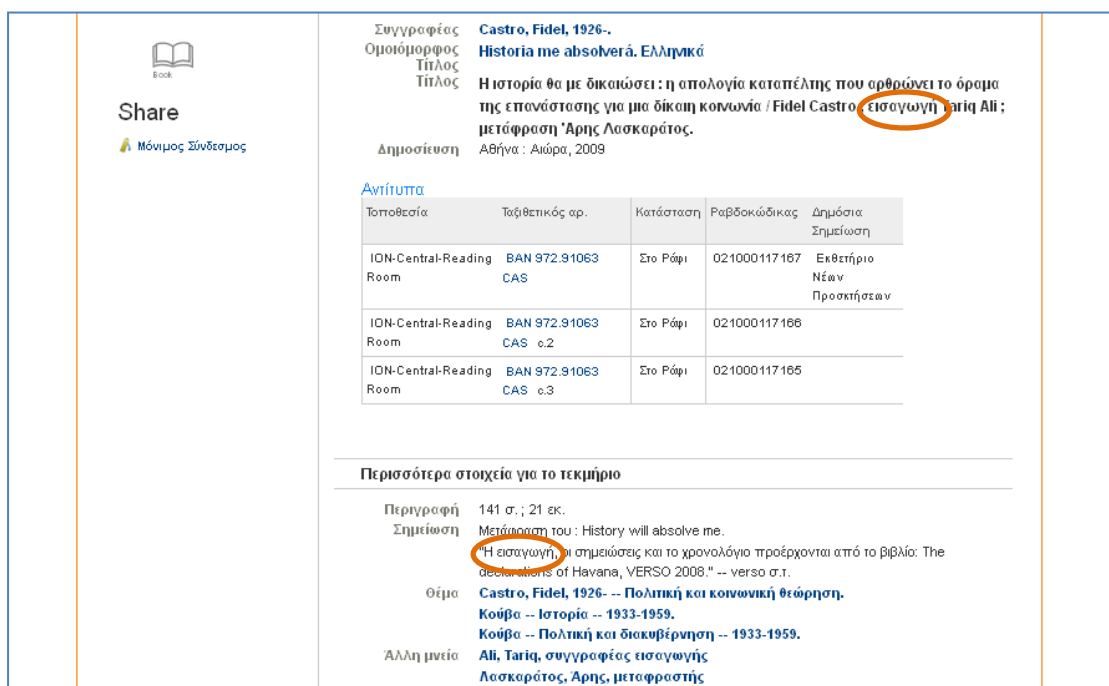 Book
Share
Μόνιμος Σύνδεσμος
Συγγραφέας Castro, Fidel, 1926-.
Ομοιόμορφος Τίτλος Historia me absolverá. Ελληνικά
Τίτλος Η ιστορία θα με δικαιώσει : η απολογία καταπέλτης που αρθρώνει το όραμα
της επανάστασης για μια δίκαιη κοινωνία / Fidel Castro ; εισαγωγή Tariq Ali ;
μετάφραση 'Αρης Λασκαράτος.
Δημοσίευση Αθήνα : Αιώρα, 2009
Αντίτυπα
Τοποθεσία Ταξιθετικός αρ. Κατάσταση Ραβδοκώδικας Δημόσια
Σημείωση
ION-Central-Reading BAN 972.91063 Στο Ράφι 021000117167 Εκθετήριο
Room CAS Νέων
Προσκτήσεων
ION-Central-Reading BAN 972.91063 Στο Ράφι 021000117166
Room CAS c.2
ION-Central-Reading BAN 972.91063 Στο Ράφι 021000117165
Room CAS c.3
Περισσότερα στοιχεία για το τεκμήριο
Περιγραφή 141 σ. ; 21 εκ.
Σημείωση Μετάφραση του : History will absolve me.
"Η εισαγωγή, οι σημειώσεις και το χρονολόγιο προέρχονται από το βιβλίο: The
declarations of Havana, VERSO 2008." -- verso σ.τ.
Θέμα Castro, Fidel, 1926- -- Πολιτική και κοινωνική θεώρηση.
Κούβα -- Ιστορία -- 1933-1959.
Κούβα -- Πολτική και διακυβέρνηση -- 1933-1959.
Άλλη μνεία Ali, Tariq, συγγραφέας εισαγωγής
Λασκαράτος, Άρης, μεταφραστής